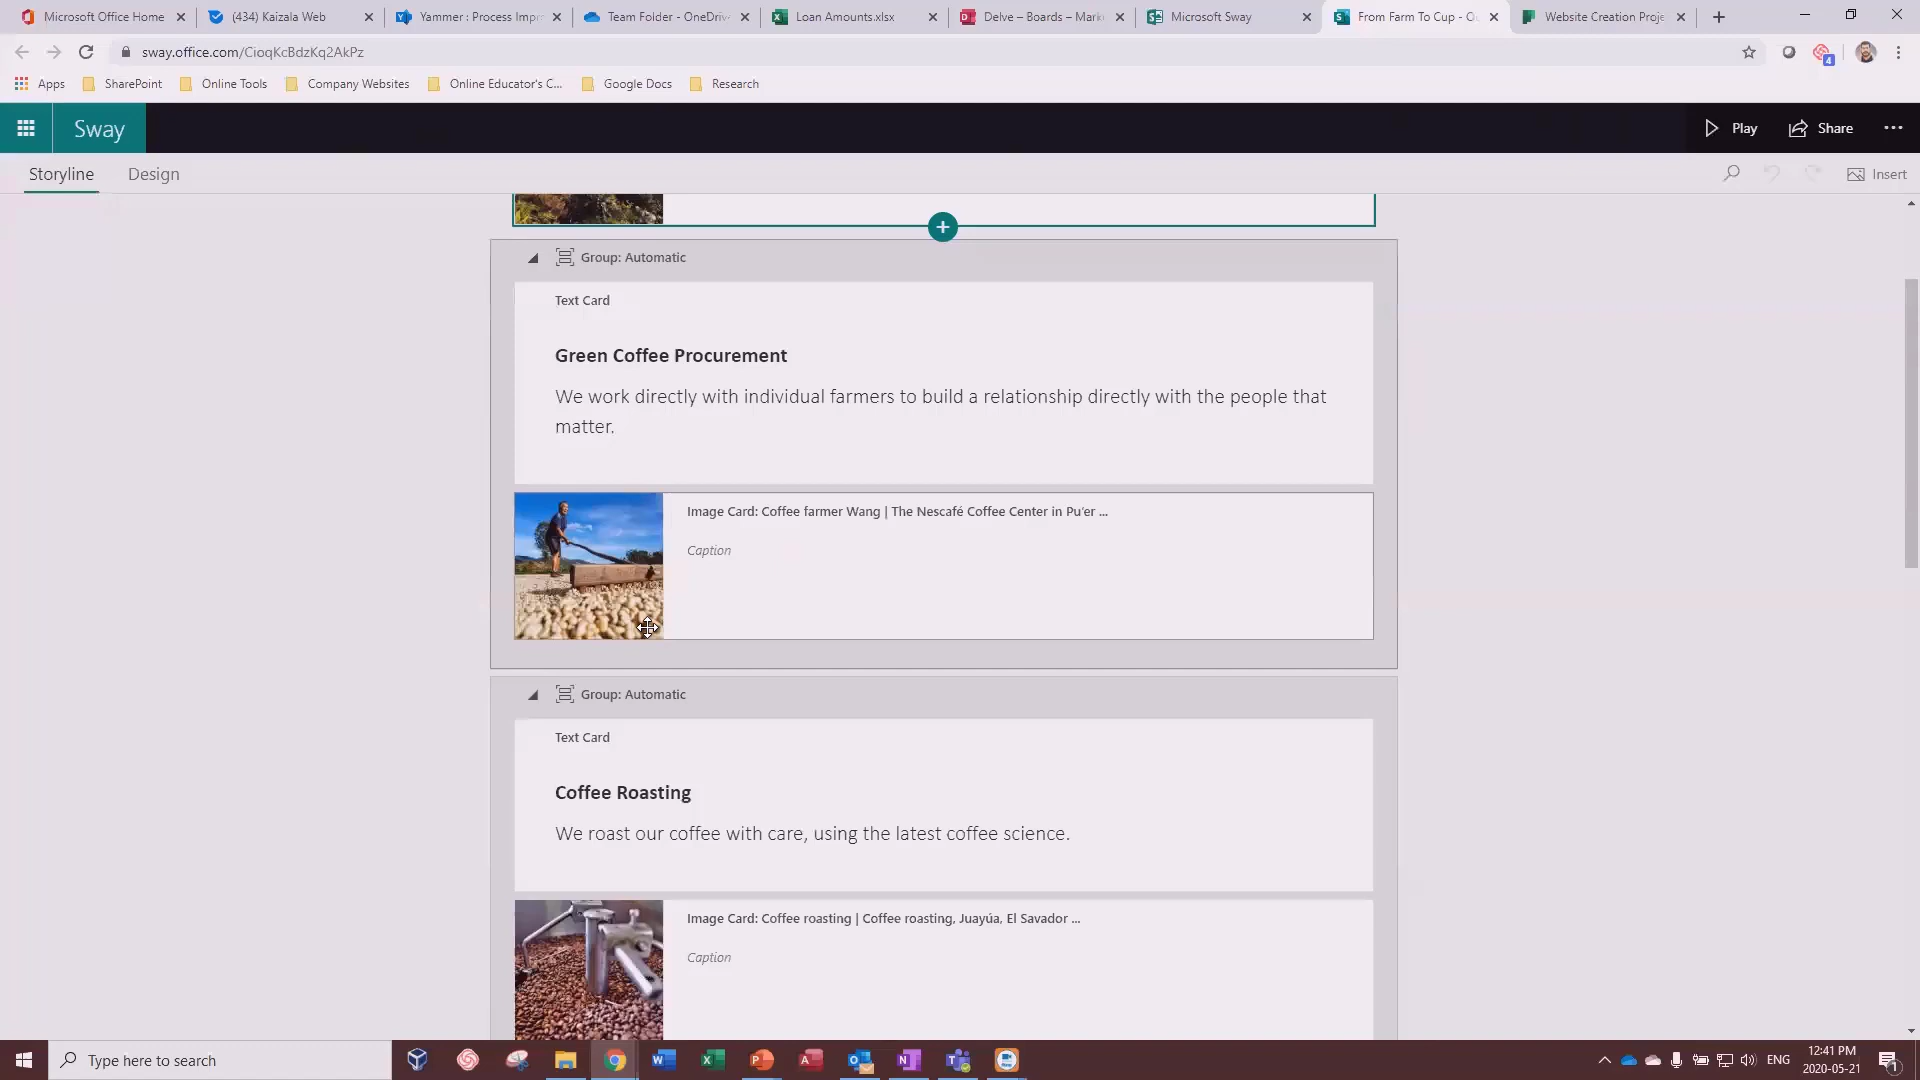 Microsoft Office Home
(434) Kaizala Web
Yammer : Process Impr
Team Folder - OneDriv
Loan Amounts.xlsx
Delve – Boards – Mark
Microsoft Sway
From Farm To Cup - O
Website Creation Proje
sway.office.com/CioqKcBdzKq2AkPz
4
Apps
SharePoint
Online Tools
Company Websites
Online Educator's C...
Google Docs
Research
Sway
Play
Share
Storyline
Design
Insert
Group: Automatic
Text Card
Green Coffee Procurement
We work directly with individual farmers to build a relationship directly with the people that
matter.
Image Card: Coffee farmer Wang | The Nescafé Coffee Center in Pu'er ...
Caption
Group: Automatic
Text Card
Coffee Roasting
We roast our coffee with care, using the latest coffee science.
Image Card: Coffee roasting | Coffee roasting, Juayúa, El Savador ...
Caption
Type here to search
ENG
12:41 PM
2020-05-21
1